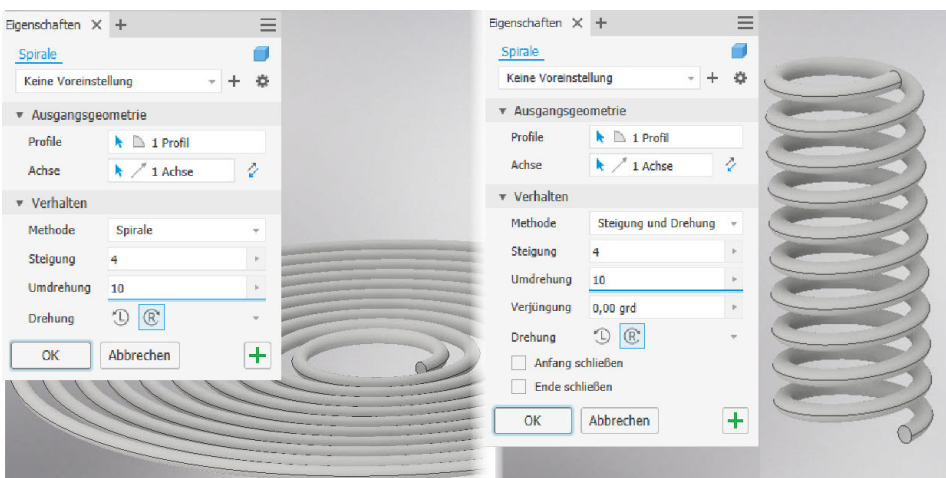 Eigenschaften × +
Spirale
Keine Voreinstellung
Ausgangsgeometrie
Profile 1 Profil
Achse 1 Achse
Verhalten
Methode Spirale
Steigung 4
Umdrehung 10
Drehung L R
OK Abbrechen +
Eigenschaften × +
Spirale
Keine Voreinstellung +
Ausgangsgeometrie
Profile 1 Profil
Achse 1 Achse
Verhalten
Methode Steigung und Drehung
Steigung 4
Umdrehung 10
Verjüngung 0,00 grd
Drehung L R
Anfang schließen
Ende schließen
OK Abbrechen +